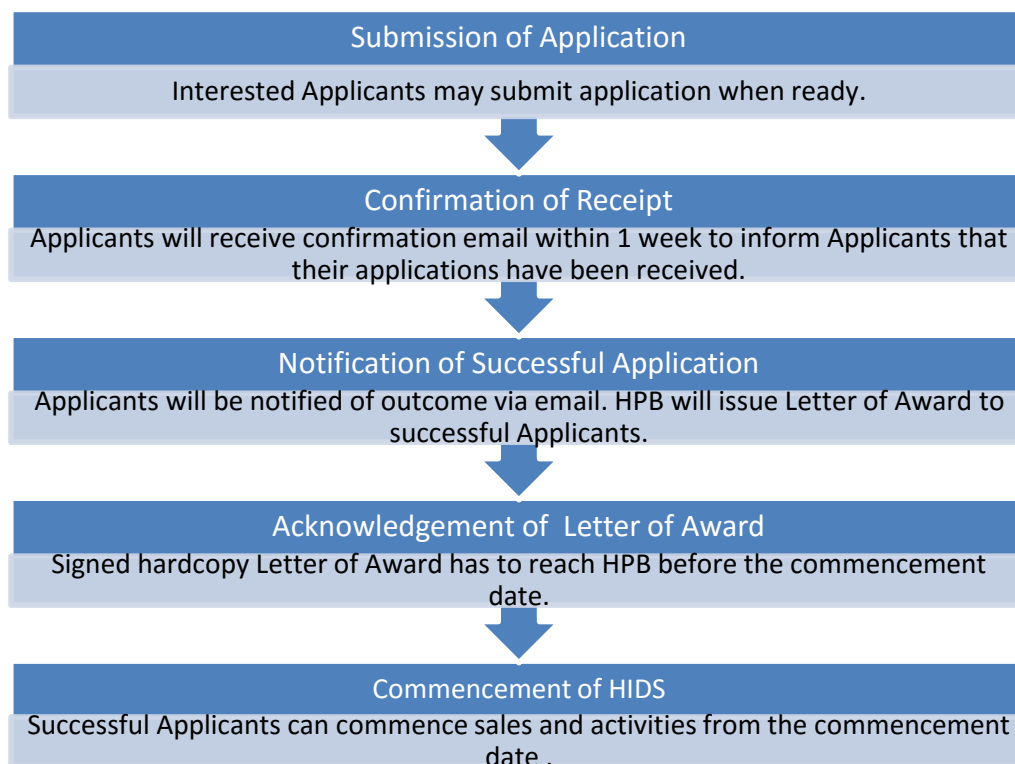 Submission of Application
Interested Applicants may submit application when ready.
Confirmation of Receipt
Applicants will receive confirmation email within 1 week to inform Applicants that
their applications have been received.
Notification of Successful Application
Applicants will be notified of outcome via email. HPB will issue Letter of Award to
successful Applicants.
Acknowledgement of Letter of Award
Signed hardcopy Letter of Award has to reach HPB before the commencement
date.
Commencement of HIDS
Successful Applicants can commence sales and activities from the commencement
date .